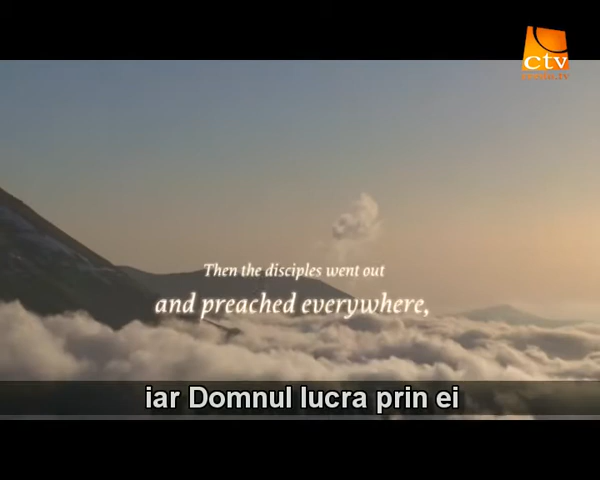 ctv
Then the disciples went out
and preached everywhere,
iar Domnul lucra prin ei